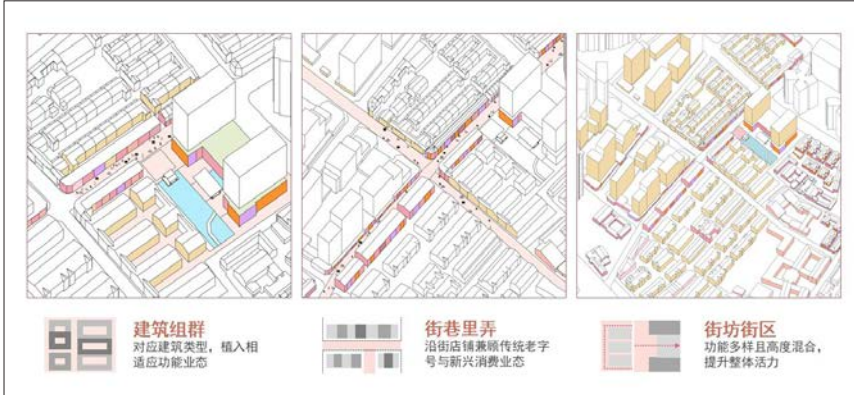 建筑组群
对应建筑类型，植入相
适应功能业态
街巷里弄
沿街店铺兼顾传统老字
号与新兴消费业态
街坊街区
功能多样且高度混合，
提升整体活力